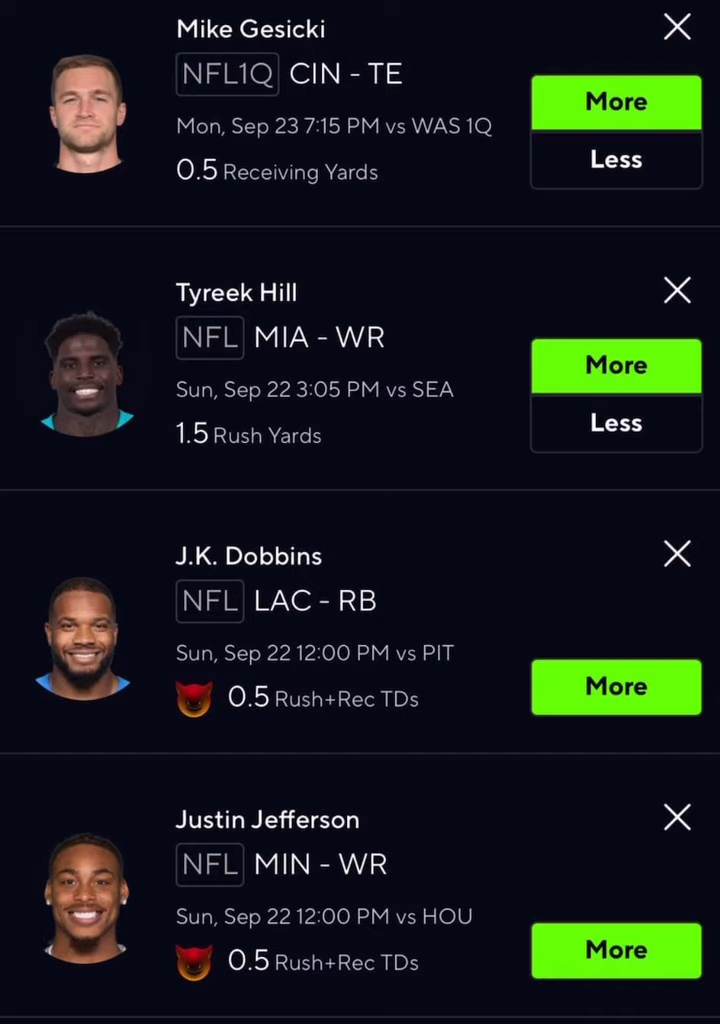 Mike Gesicki
NFL1Q CIN - TE
Mon, Sep 23 7:15 PM vs WAS 1Q
0.5 Receiving Yards
More
Less
Tyreek Hill
NFL MIA - WR
Sun, Sep 22 3:05 PM vs SEA
1.5 Rush Yards
More
Less
J.K. Dobbins
NFL LAC - RB
Sun, Sep 22 12:00 PM vs PIT
0.5 Rush+Rec TDs
More
Justin Jefferson
NFL MIN - WR
Sun, Sep 22 12:00 PM vs HOU
0.5 Rush+Rec TDs
More